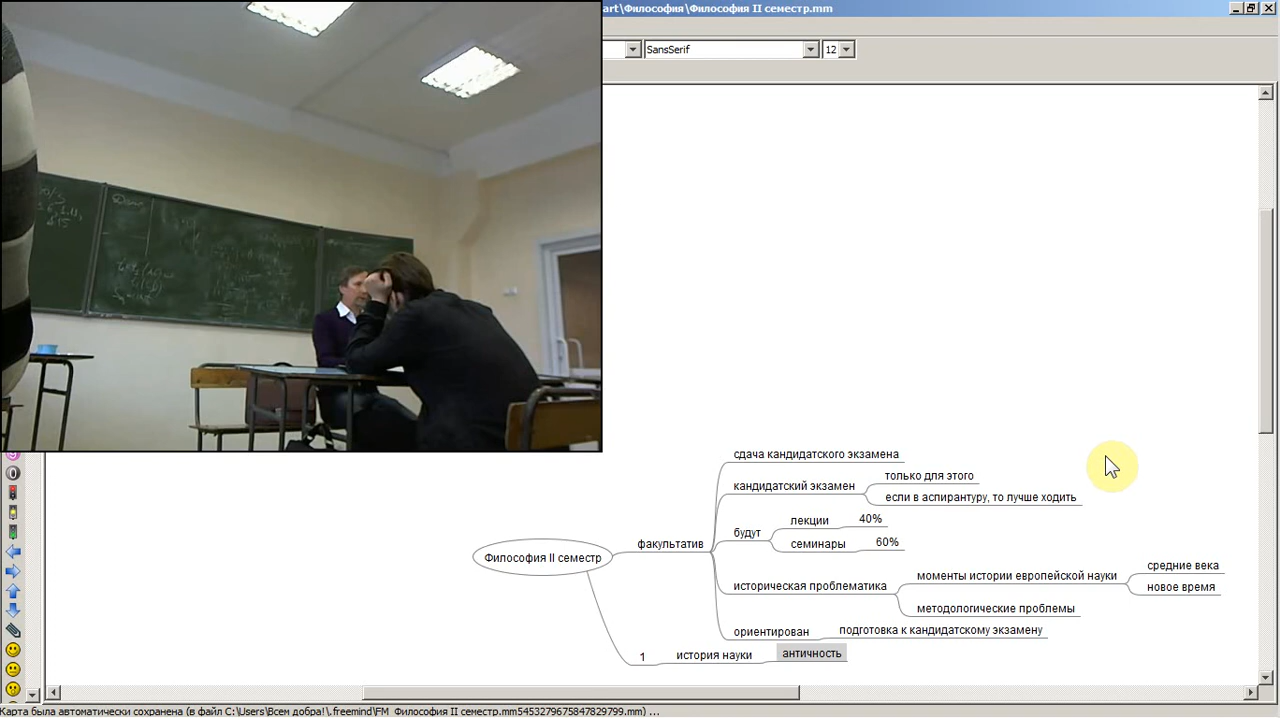 art\Философия\Философия II семестр.mm
SansSerif
12
сдача кандидатского экзамена
кандидатский экзамен
только для этого
если в аспирантуру, то лучше ходить
будут
лекции
40%
семинары
60%
Философия II семестр
факультатив
историческая проблематика
моменты истории европейской науки
средние века
новое время
методологические проблемы
ориентирован
подготовка к кандидатскому экзамену
1
история науки
античность
Карта была автоматически сохранена (в файл C:\Users\Всем добра!\.freemind\FM_Философия II семестр.mm5453279675847829799.mm) ...